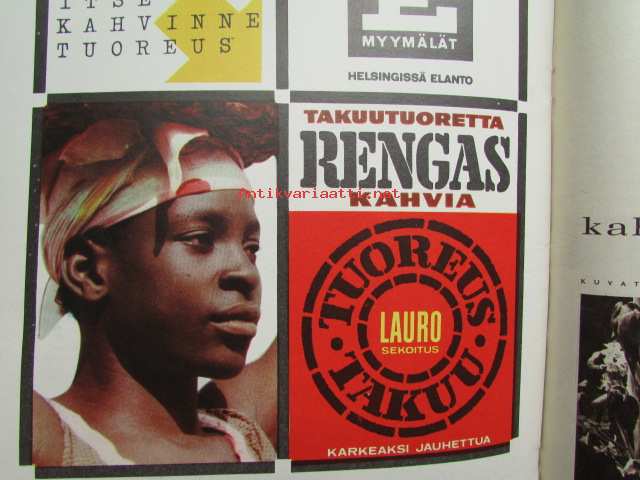 ITSE
KAHVINNE
TUOREUS
E
MYYMÄLÄT
HELSINGISSÄ ELANTO
TAKUUTUORETTA
RENGAS
KAHVIA
Antikvariaatti.net
TUOREUS
LAURO
SEKOITUS
TAKUU
KARKEAKSI JAUHETTUA
kah
KUVAT